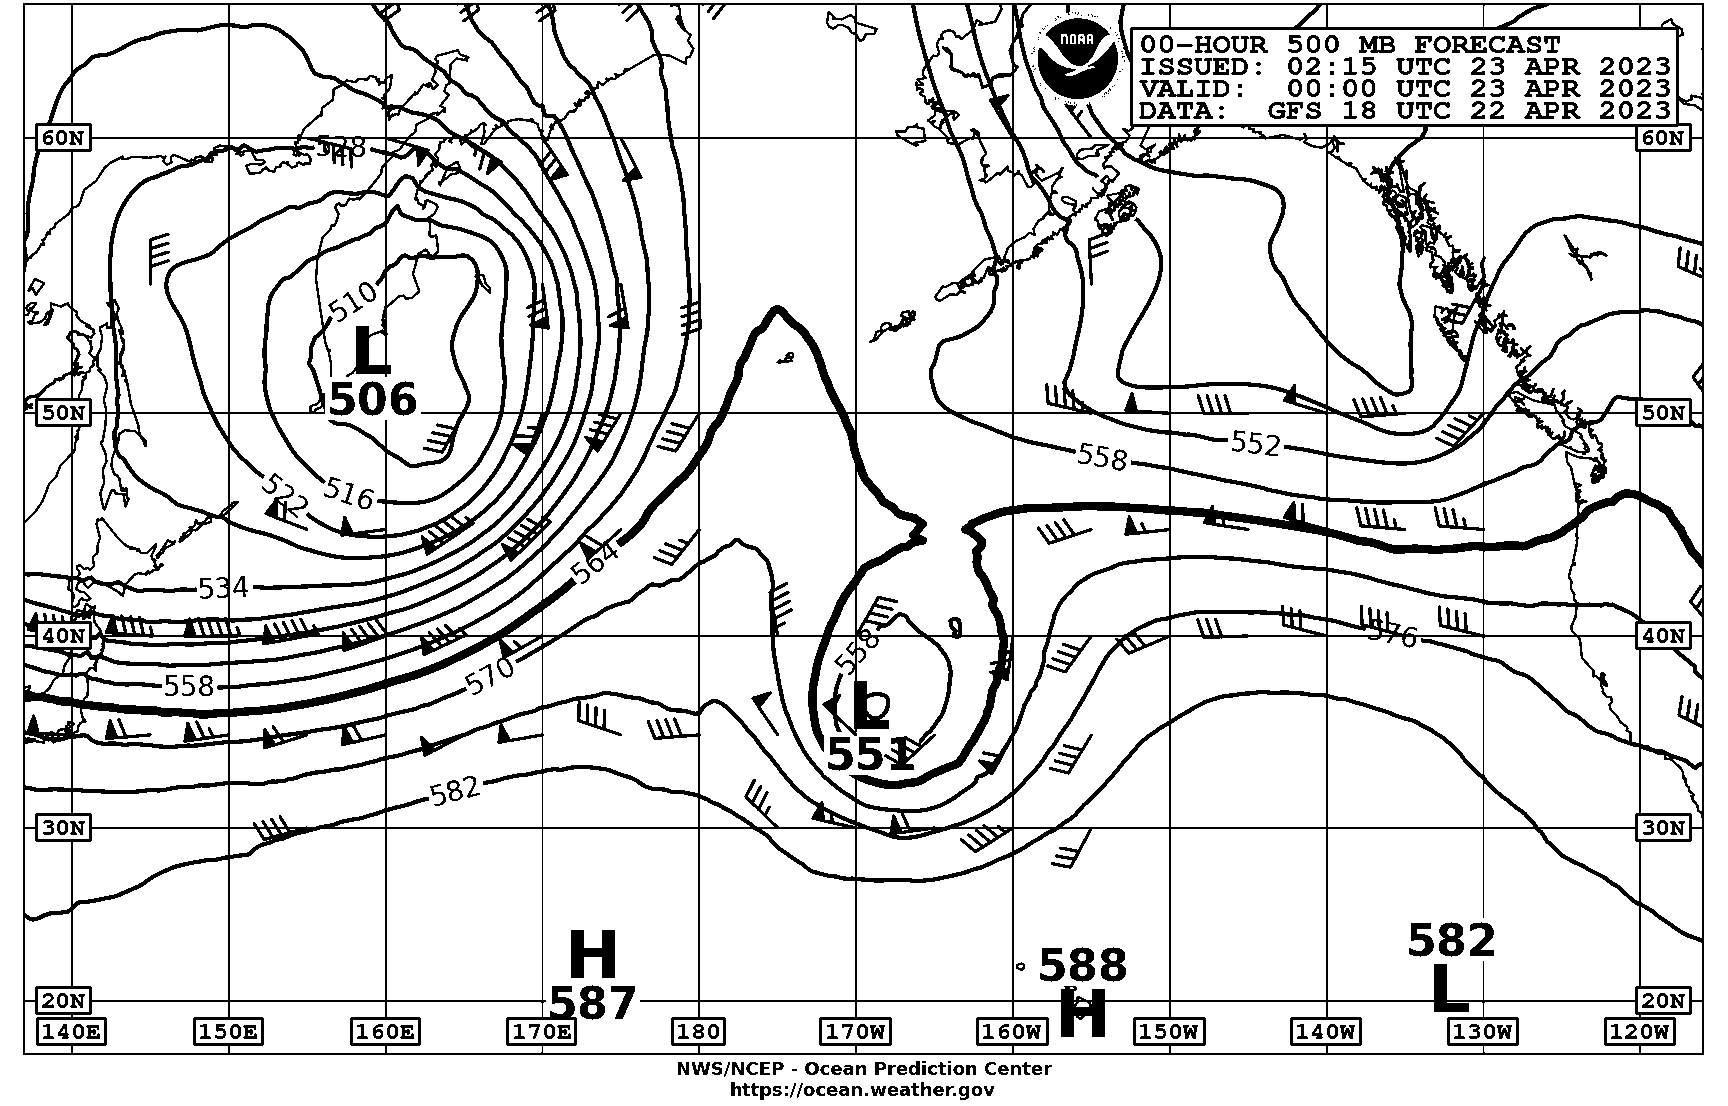 NOAA
00-HOUR 500 MB FORECAST
ISSUED: 02:15 UTC 23 APR 2023
VALID: 00:00 UTC 23 APR 2023
DATA: GFS 18 UTC 22 APR 2023
60N
60N
528
510
L
506
50N
50N
552
558
522
516
564
534
40N
40N
576
558
558
570
L
551
582
30N
30N
582
L
H
587
588
H
20N
20N
140E 150E 160E 170E 180 170W 160W 150W 140W 130W 120W
NWS/NCEP - Ocean Prediction Center
https://ocean.weather.gov